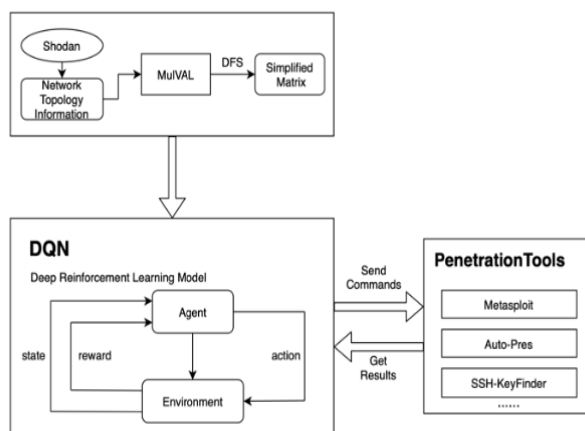 Shodan
Network
Topology
Information
MulVAL
DFS
Simplified
Matrix
DQN
Deep Reinforcement Learning Model
Agent
state
reward
action
Environment
Send
Commands
Get
Results
PenetrationTools
Metasploit
Auto-Pres
SSH-KeyFinder
......